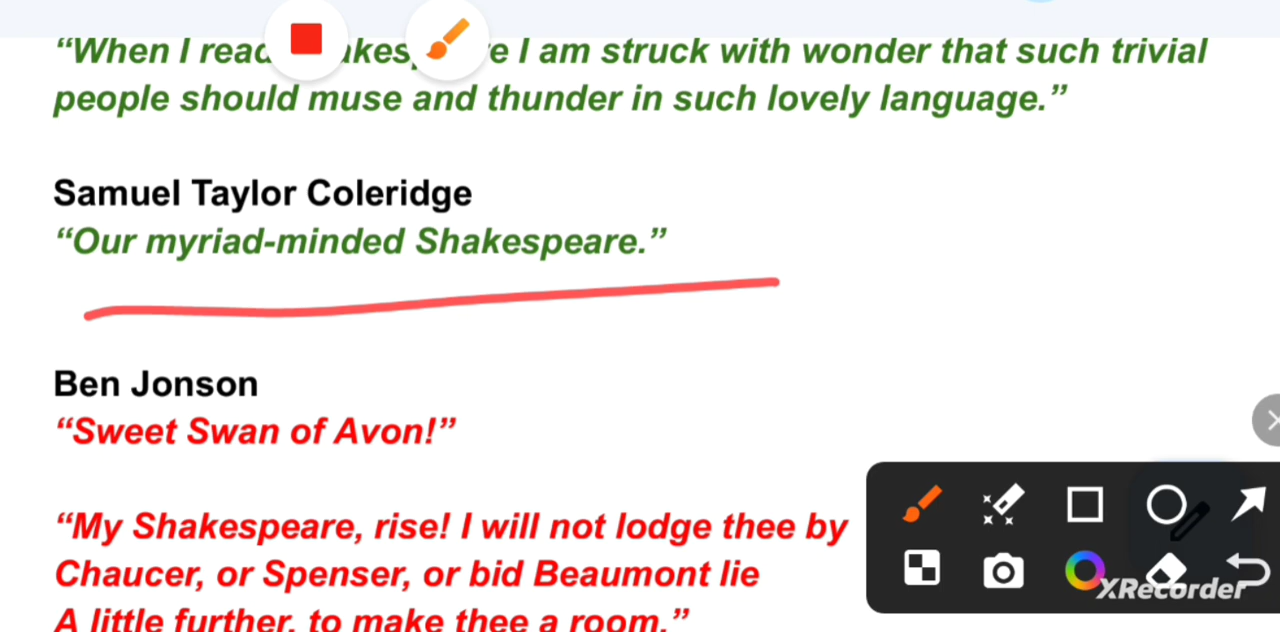 “When I read I am struck with wonder that such trivial
people should muse and thunder in such lovely language.”
Samuel Taylor Coleridge
“Our myriad-minded Shakespeare.”
Ben Jonson
“Sweet Swan of Avon!”
“My Shakespeare, rise! I will not lodge thee by
Chaucer, or Spenser, or bid Beaumont lie
A little further, to make thee a room.”
XRecorder